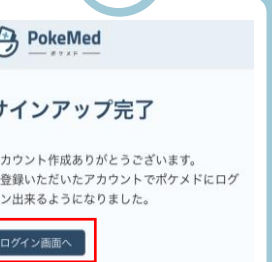 PokeMed
ポケメド
サインアップ完了
カウント作成ありがとうございます。
登録いただいたアカウントでポケメドにログ
ン出来るようになりました。
ログイン画面へ